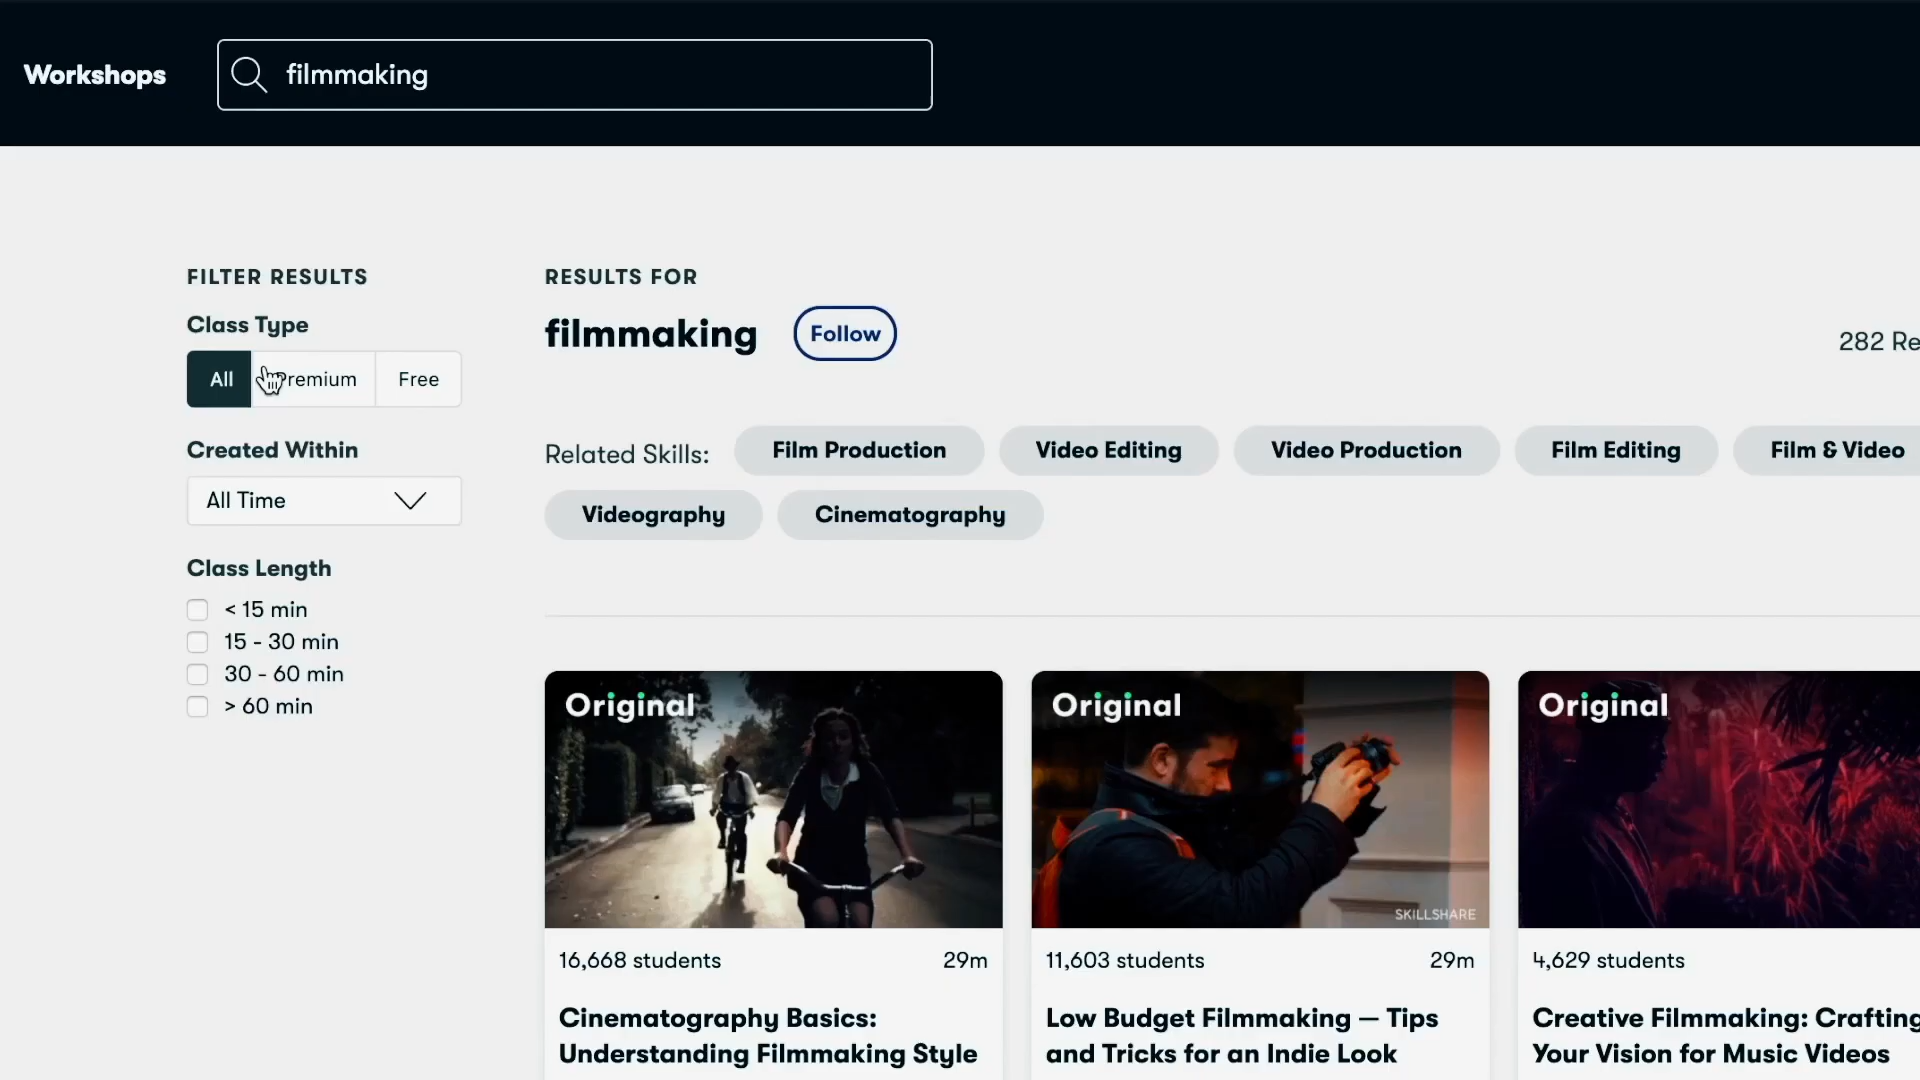 Workshops
filmmaking
FILTER RESULTS
Class Type
All
Premium
Free
Created Within
All Time
Class Length
< 15 min
15 - 30 min
30 - 60 min
> 60 min
RESULTS FOR
filmmaking
Follow
282 Re
Related Skills:
Film Production
Video Editing
Video Production
Film Editing
Film & Video
Videography
Cinematography
Original
16,668 students
29m
Cinematography Basics:
Understanding Filmmaking Style
Original
SKILLSHARE
11,603 students
29m
Low Budget Filmmaking — Tips
and Tricks for an Indie Look
Original
4,629 students
Creative Filmmaking: Crafting
Your Vision for Music Videos